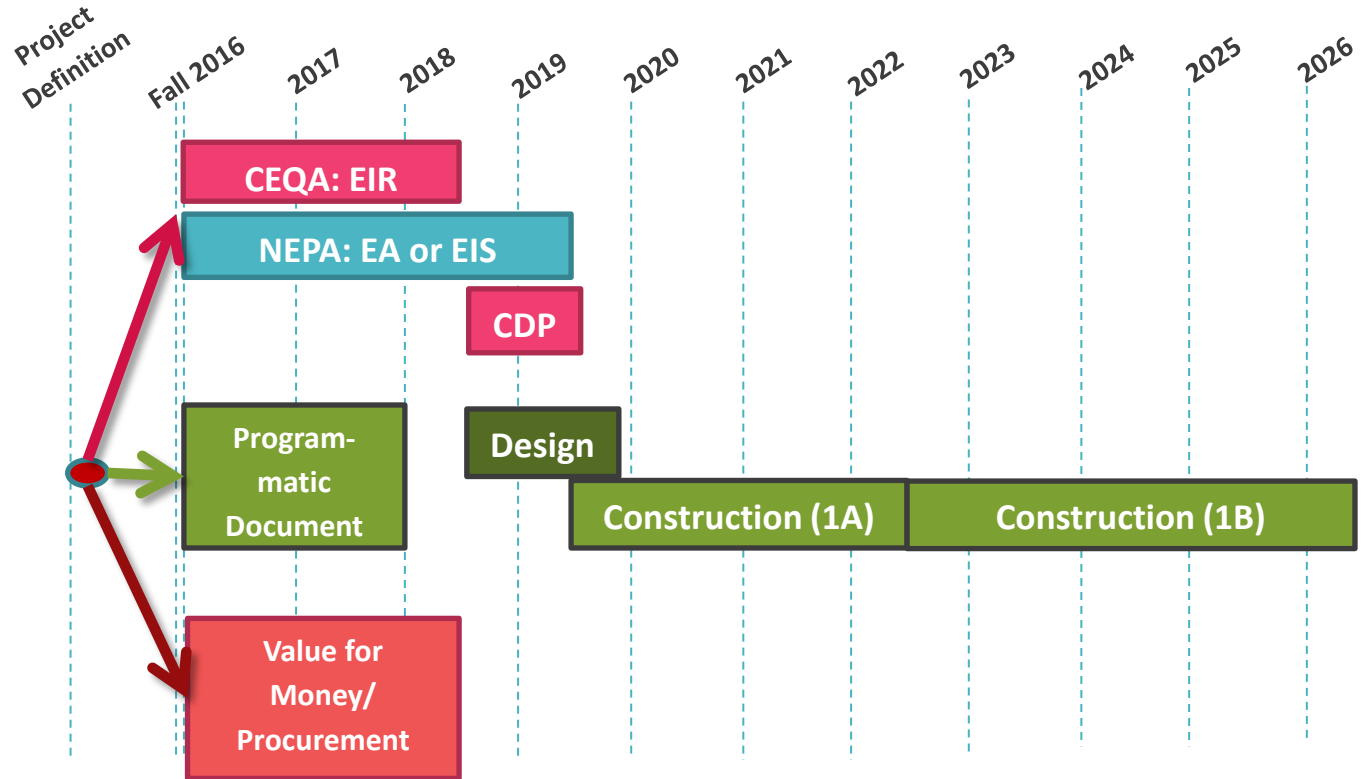 Project
Definition
Fall 2016
2017
2018
2019
2020
2021
2022
2023
2024
2025
2026
CEQA: EIR
NEPA: EA or EIS
CDP
Program-
matic
Document
Design
Construction (1A)
Construction (1B)
Value for
Money/
Procurement